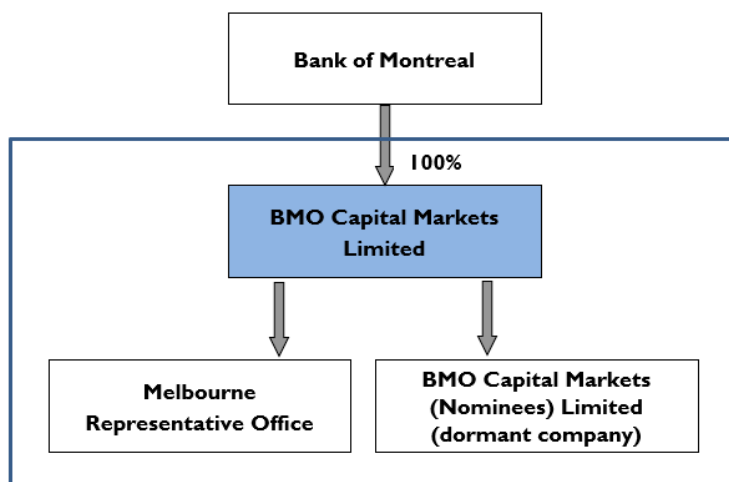 Bank of Montreal
100%
BMO Capital Markets
Limited
Melbourne
Representative Office
BMO Capital Markets
(Nominees) Limited
(dormant company)